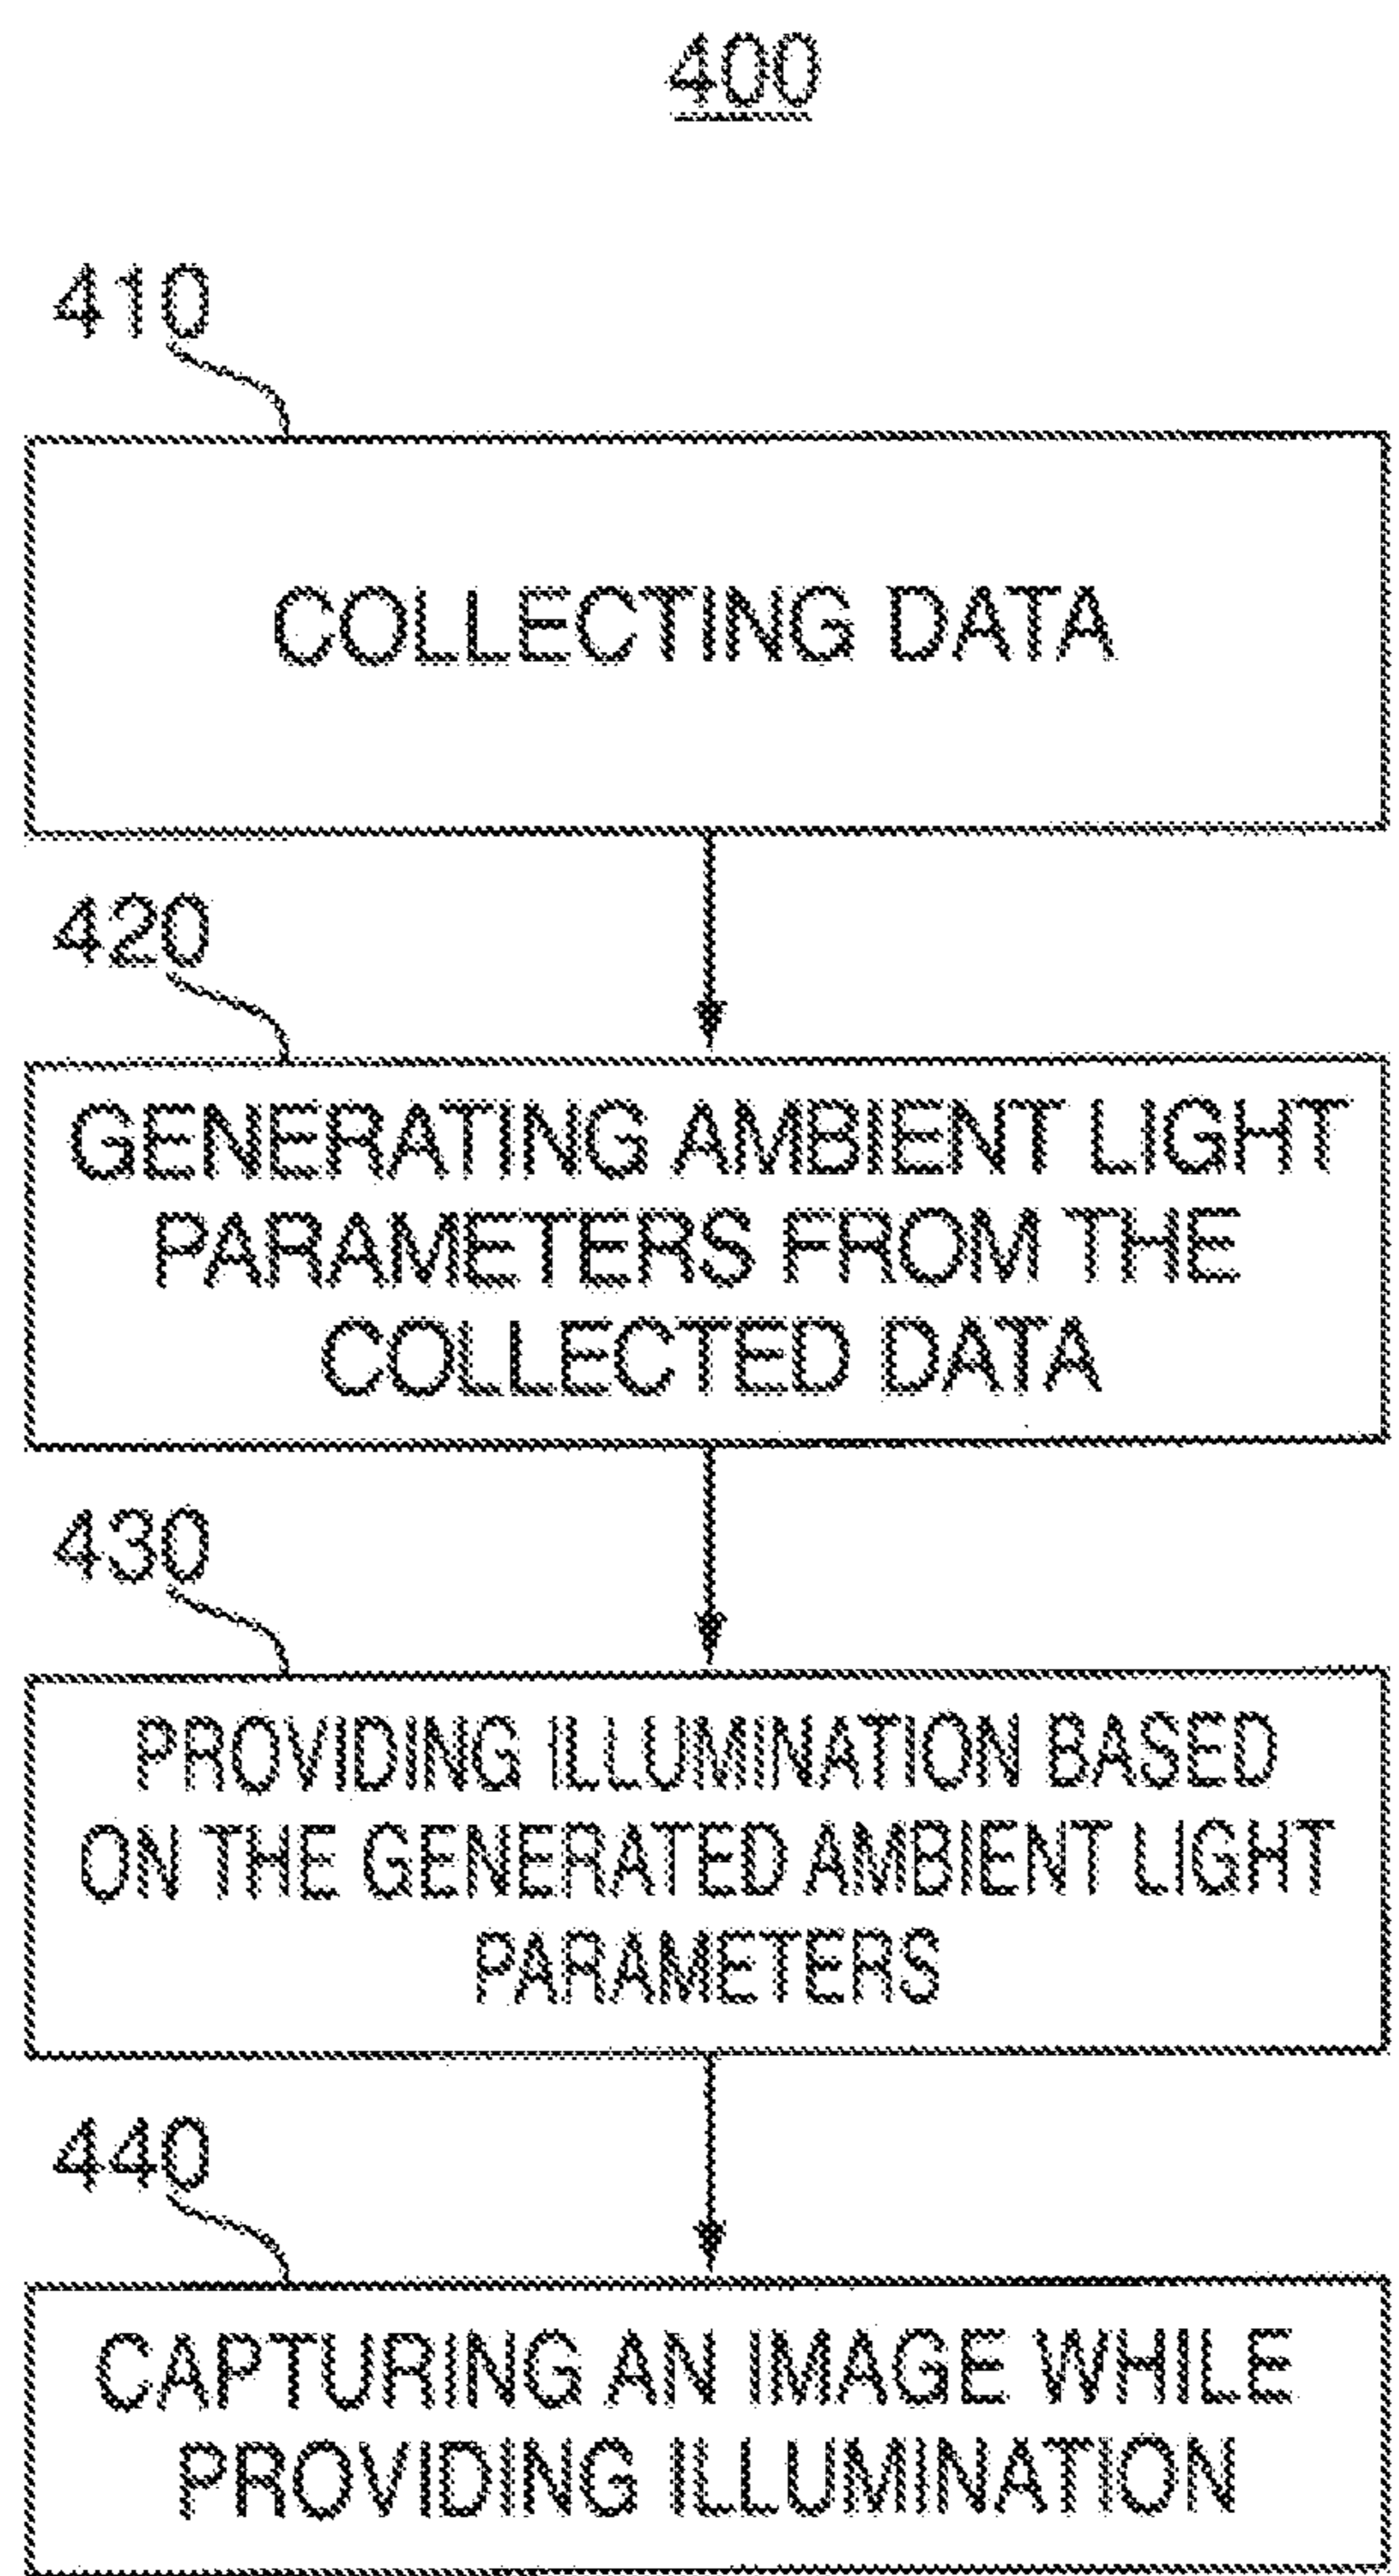 400
410
COLLECTING DATA
420
GENERATING AMBIENT LIGHT
PARAMETERS FROM THE
COLLECTED DATA
430
PROVIDING ILLUMINATION BASED
ON THE GENERATED AMBIENT LIGHT
PARAMETERS
440
CAPTURING AN IMAGE WHILE
PROVIDING ILLUMINATION